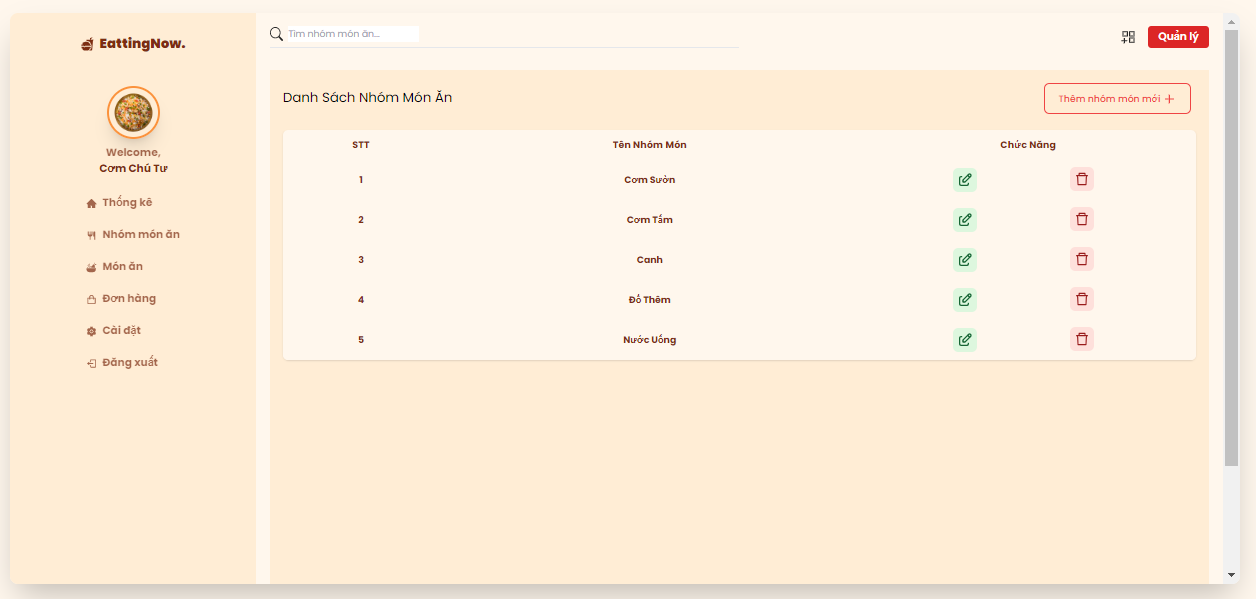 EattingNow.
Welcome,
Cơm Chú Tư
Thống kê
Nhóm món ăn
Món ăn
Đơn hàng
Cài đặt
Đăng xuất
Tìm nhóm món ăn...
Quản lý
Danh Sách Nhóm Món Ăn
Thêm nhóm món mới
STT Tên Nhóm Món Chức Năng
1 Cơm Sườn
2 Cơm Tấm
3 Canh
4 Đồ Thêm
5 Nước Uống